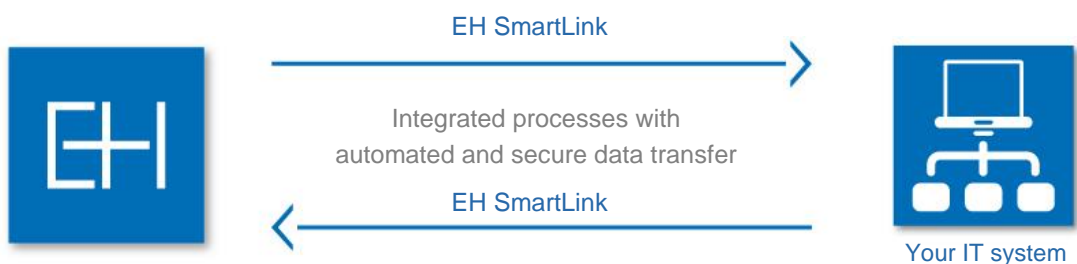 EH SmartLink
EH
Integrated processes with
automated and secure data transfer
EH SmartLink
Your IT system